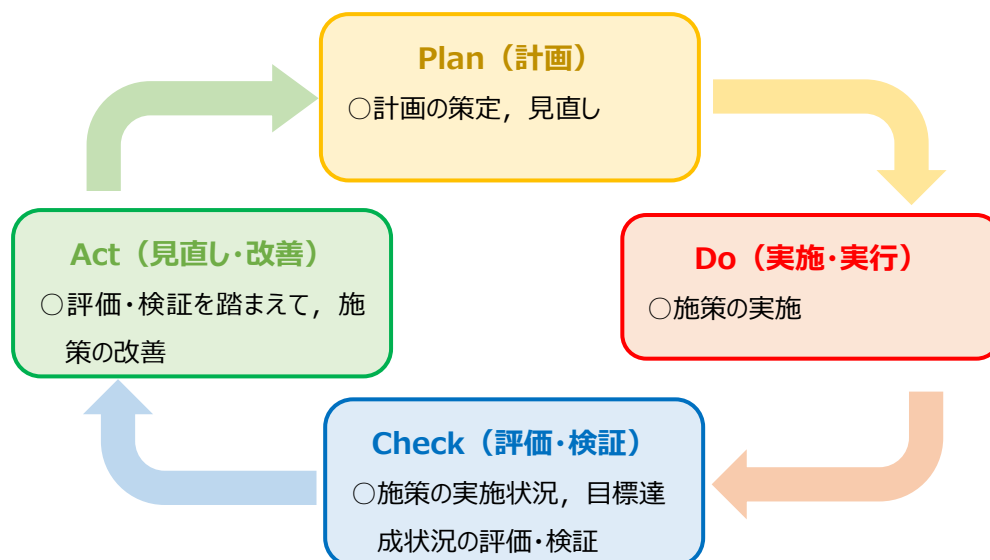 Plan（計画）
○計画の策定，見直し
Act（見直し・改善）
○評価・検証を踏まえて，施
策の改善
Do（実施・実行）
○施策の実施
Check（評価・検証）
○施策の実施状況，目標達
成状況の評価・検証